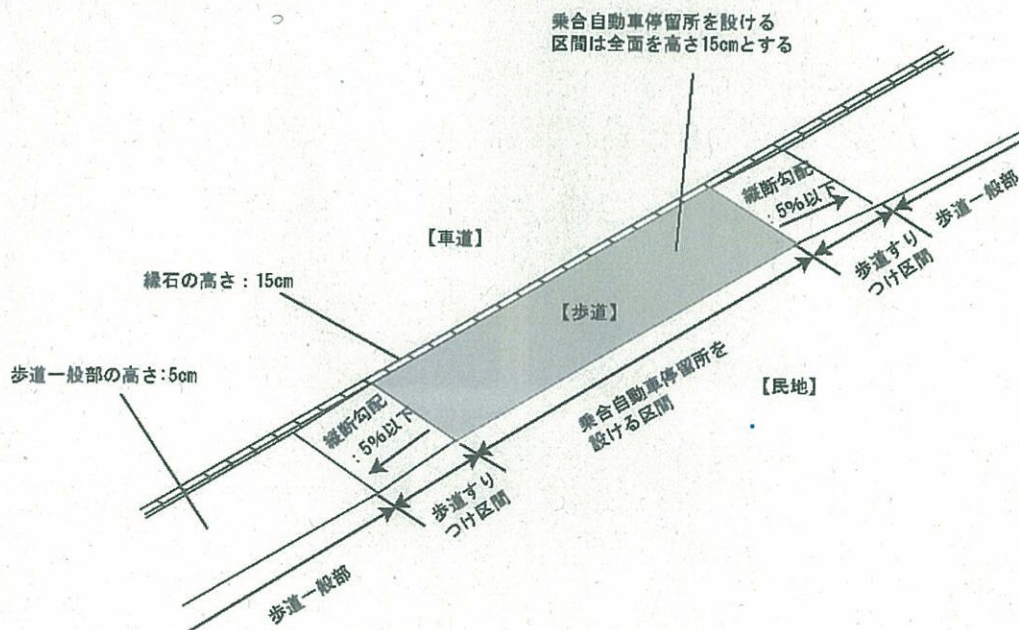 乗合自動車停留所を設ける
区間は全面を高さ15cmとする
縦断勾配
:5%以下
歩道一般部
【車道】
歩道すり
つけ区間
縁石の高さ:15cm
【歩道】
歩道一般部の高さ:5cm
乗合自動車停留所を
設ける区間
【民地】
縦断勾配
:5%以下
歩道すり
つけ区間
歩道一般部